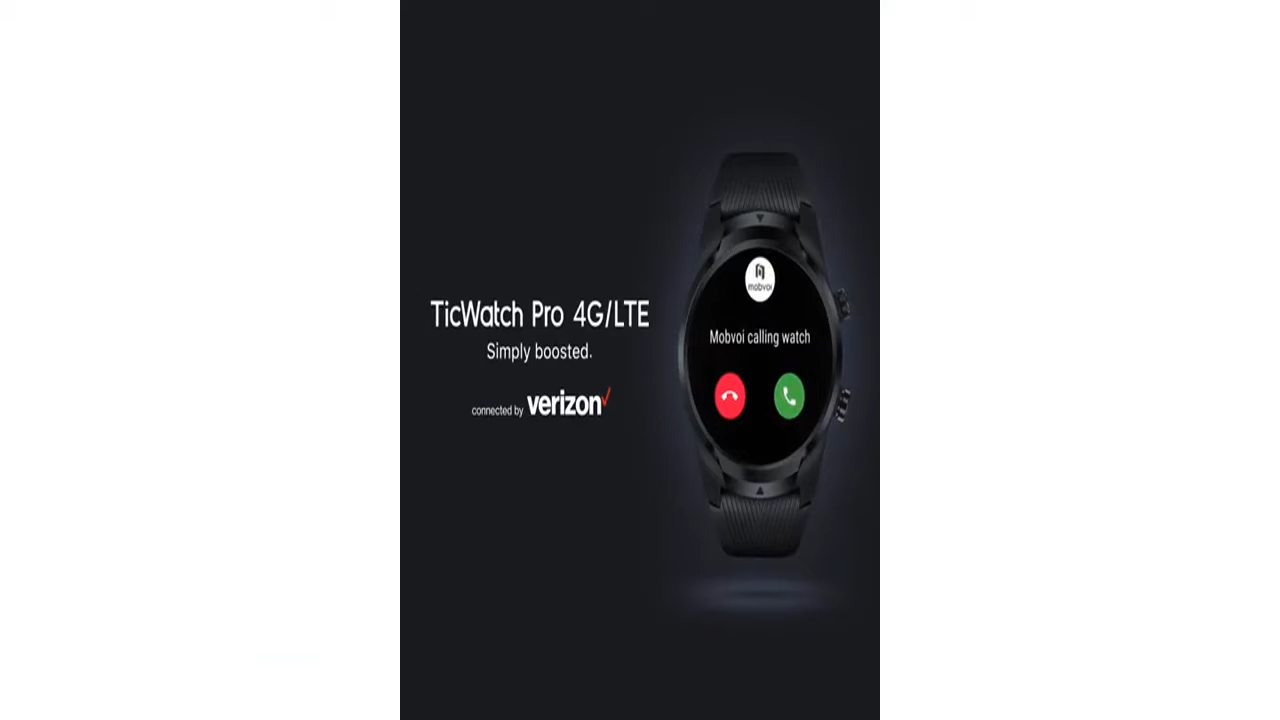 TicWatch Pro 4G/LTE
Simply boosted.
connected by verizon
mobvoi
Mobvoi calling watch